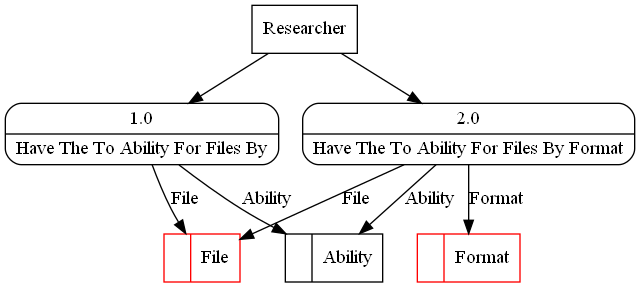 Researcher
1.0
Have The To Ability For Files By
2.0
Have The To Ability For Files By Format
File
Ability
File
Ability
Format
File
Ability
Format